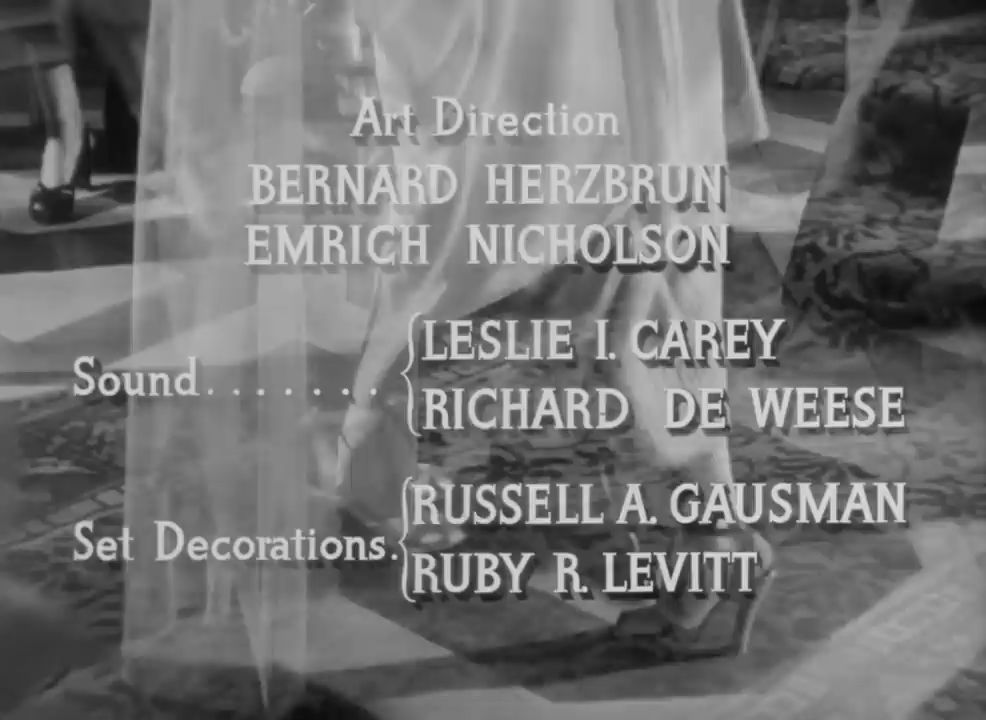 Art Direction
BERNARD HERZBRUN
EMRICH NICHOLSON
Sound........ {LESLIE I. CAREY
RICHARD DE WEESE
Set Decorations. {RUSSELL A. GAUSMAN
RUBY R. LEVITT